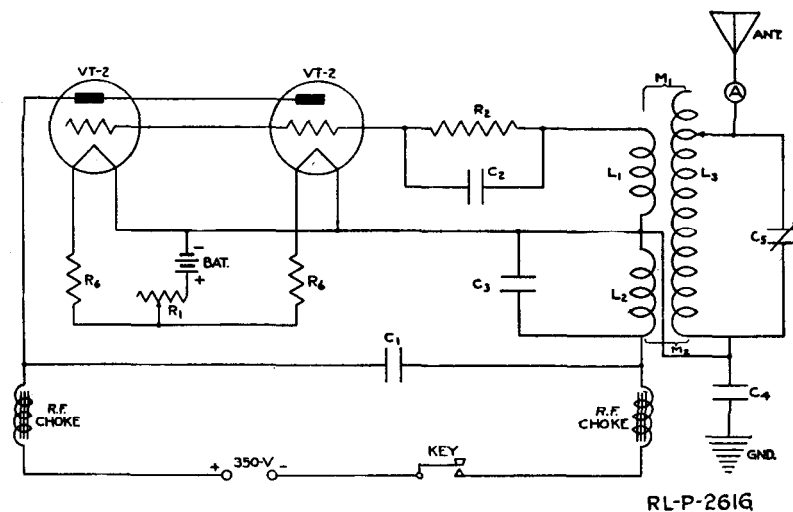 ANT.
VT-2
VT-2
M₁
A
R₂
C₂
L₁
L₃
C₅
BAT.
R₆
R₁
R₆
C₃
L₂
M₂
C₁
C₄
R.F. CHOKE
R.F. CHOKE
GND.
+ 350-V -
KEY
RL-P-2616